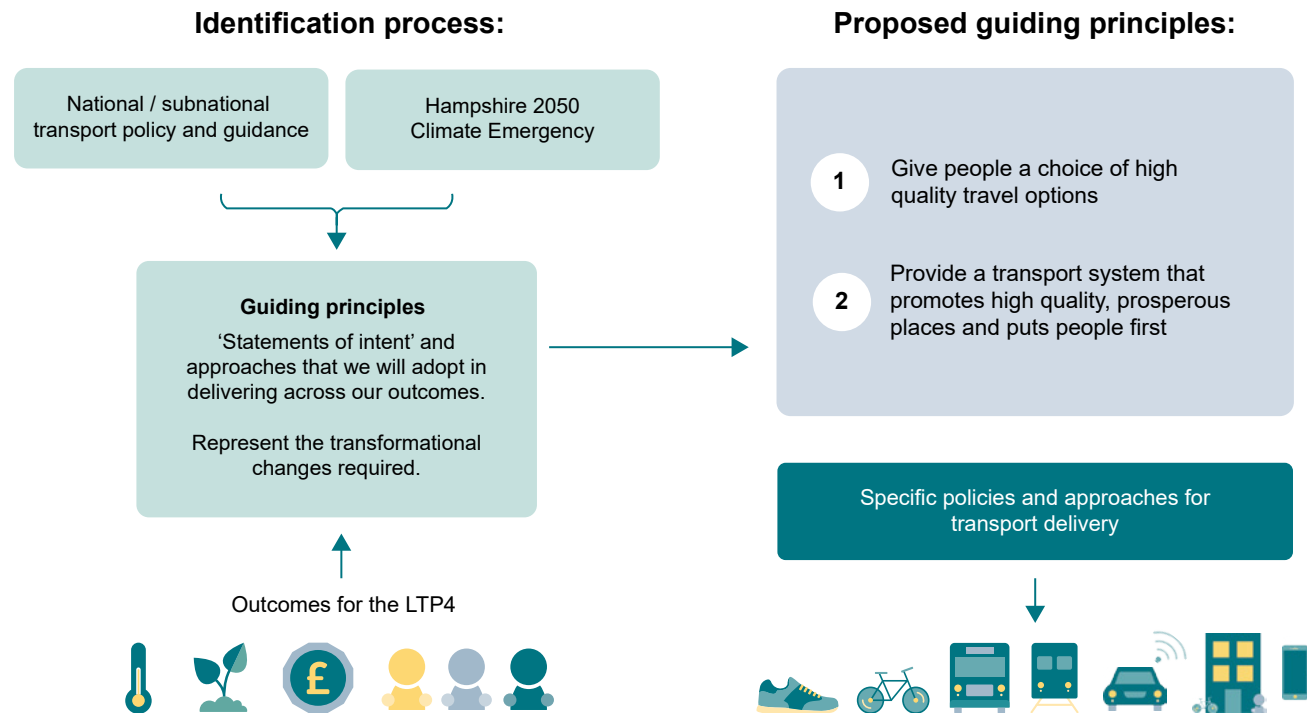 Identification process:
National / subnational
transport policy and guidance
Hampshire 2050
Climate Emergency
Guiding principles
‘Statements of intent’ and
approaches that we will adopt in
delivering across our outcomes.
Represent the transformational
changes required.
Outcomes for the LTP4
£
Proposed guiding principles:
1
Give people a choice of high
quality travel options
2
Provide a transport system that
promotes high quality, prosperous
places and puts people first
Specific policies and approaches for
transport delivery